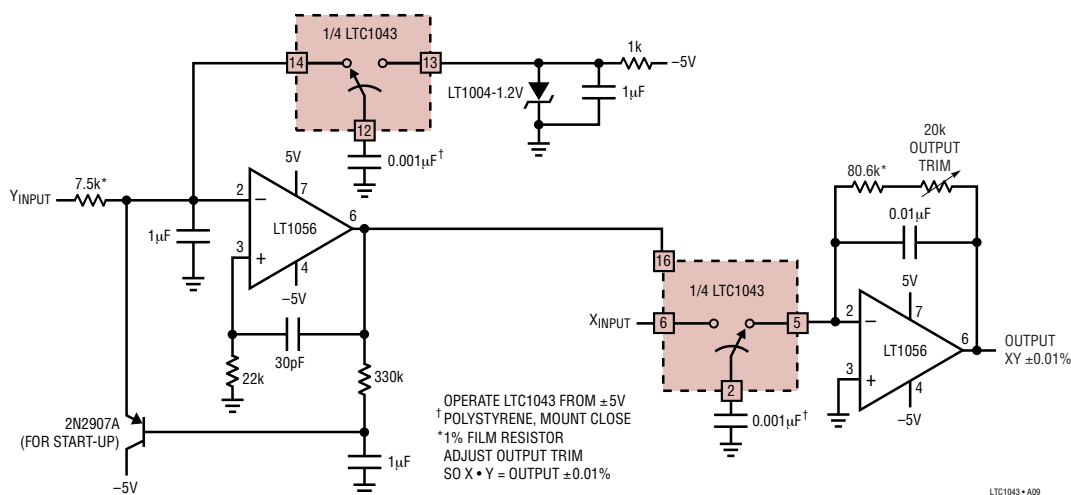 1/4 LTC1043
14
13
12
1k
–5V
LT1004-1.2V
1µF
0.001µF†
YINPUT
7.5k*
1µF
5V
2
7
–
LT1056
6
3
+
4
–5V
30pF
22k
330k
2N2907A
(FOR START-UP)
–5V
1µF
16
1/4 LTC1043
XINPUT
6
5
2
0.001µF†
20k
OUTPUT
TRIM
80.6k*
0.01µF
5V
2
7
–
LT1056
6
3
+
4
–5V
OUTPUT
XY ±0.01%
OPERATE LTC1043 FROM ±5V
†POLYSTYRENE, MOUNT CLOSE
*1% FILM RESISTOR
ADJUST OUTPUT TRIM
SO X • Y = OUTPUT ±0.01%
LTC1043 • A09